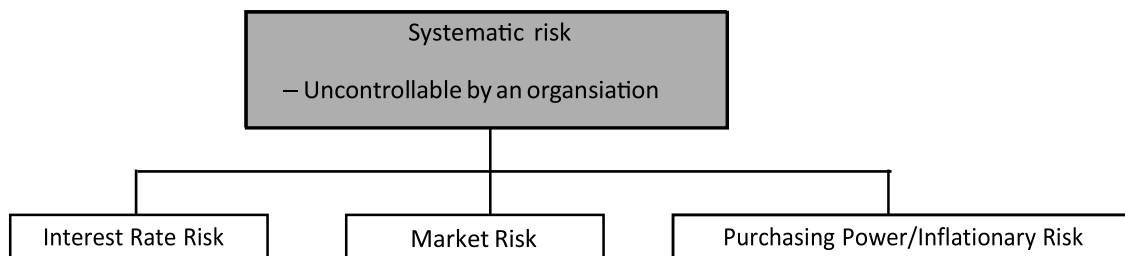 Systematic risk
– Uncontrollable by an organsiation
Interest Rate Risk
Market Risk
Purchasing Power/Inflationary Risk